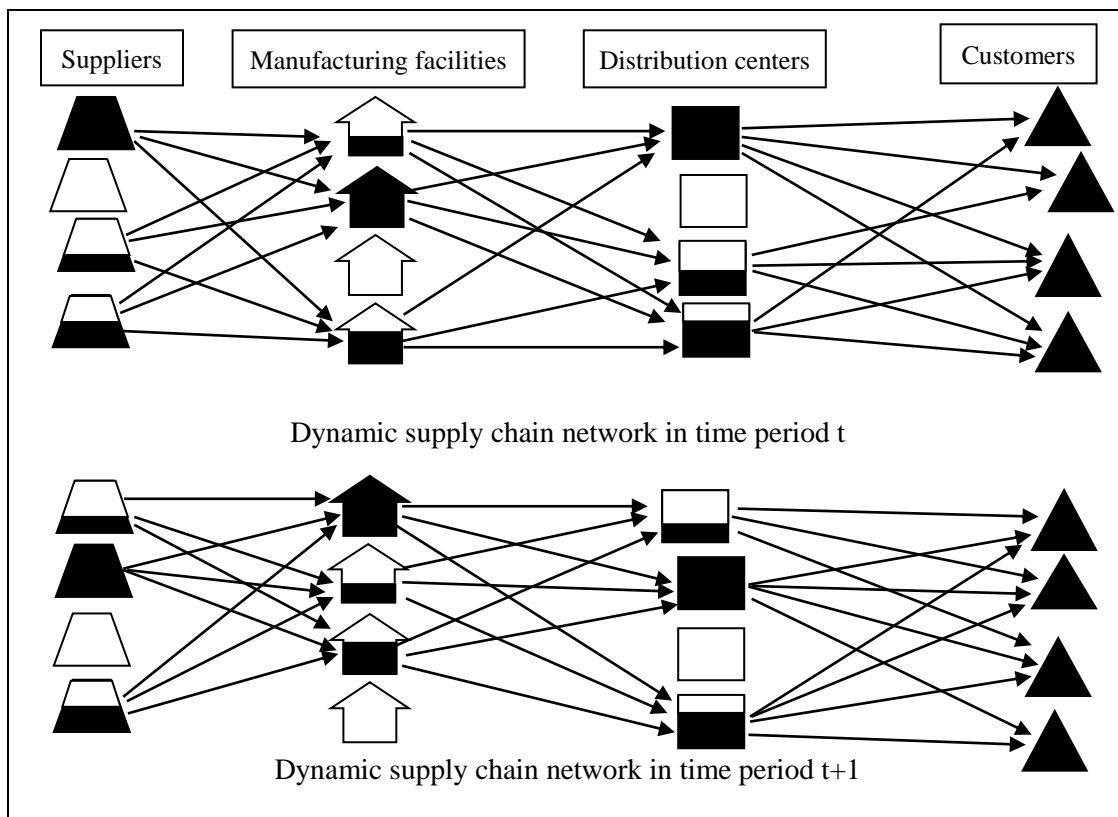 Suppliers
Manufacturing facilities
Distribution centers
Customers
Dynamic supply chain network in time period t
Dynamic supply chain network in time period t+1